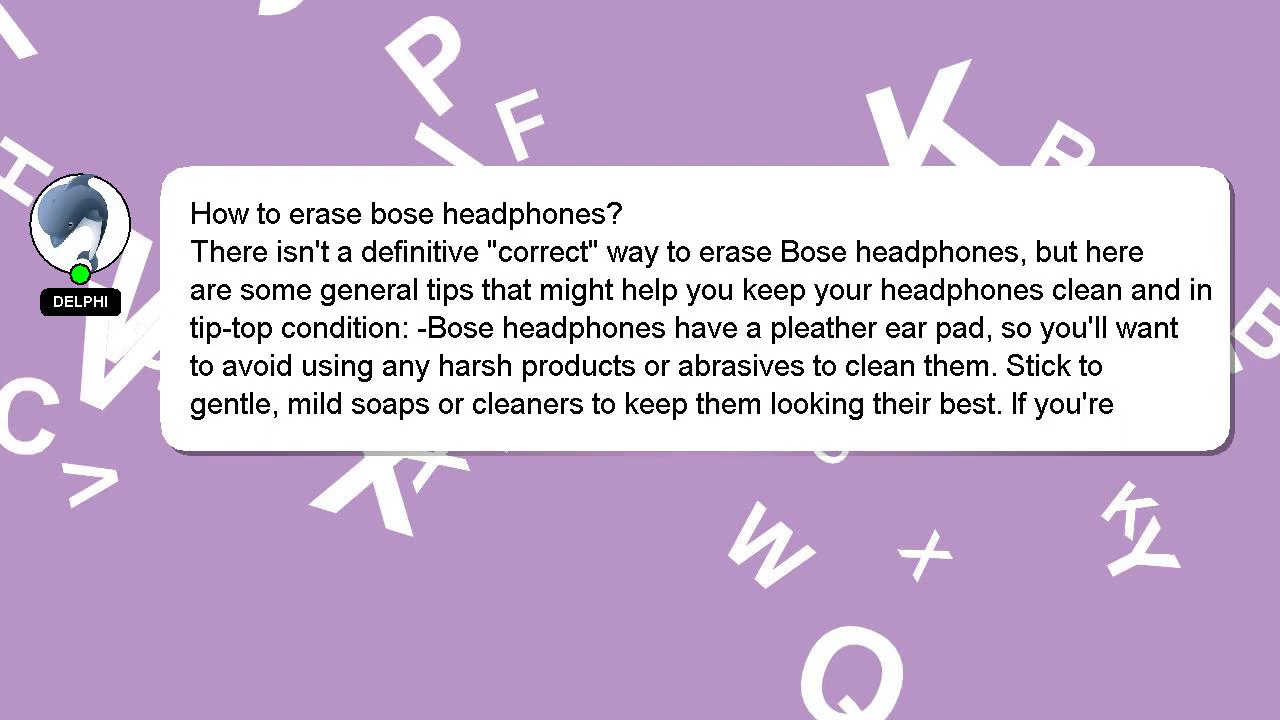 How to erase bose headphones?
There isn't a definitive "correct" way to erase Bose headphones, but here
are some general tips that might help you keep your headphones clean and in
tip-top condition: -Bose headphones have a pleather ear pad, so you'll want
to avoid using any harsh products or abrasives to clean them. Stick to
gentle, mild soaps or cleaners to keep them looking their best. If you're
DELPHI
P
F
K
R
H
C
V
W
X
K
Y
B
Q